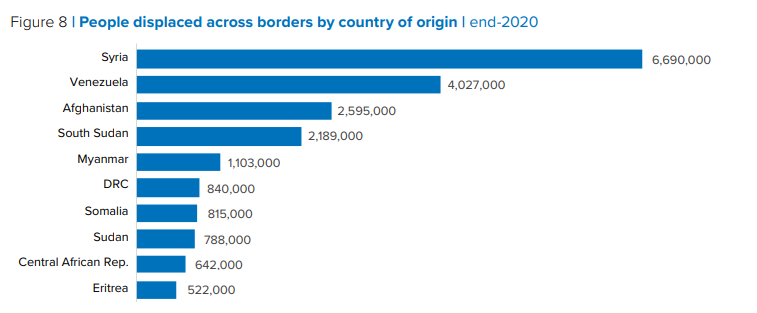 Figure 8 | People displaced across borders by country of origin | end-2020
Syria 6,690,000
Venezuela 4,027,000
Afghanistan 2,595,000
South Sudan 2,189,000
Myanmar 1,103,000
DRC 840,000
Somalia 815,000
Sudan 788,000
Central African Rep. 642,000
Eritrea 522,000